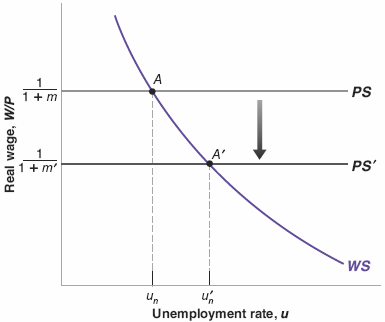 Real wage, W/P
1
1 + m
A
PS
1
1 + m′
A′
PS′
WS
uₙ
u′ₙ
Unemployment rate, u